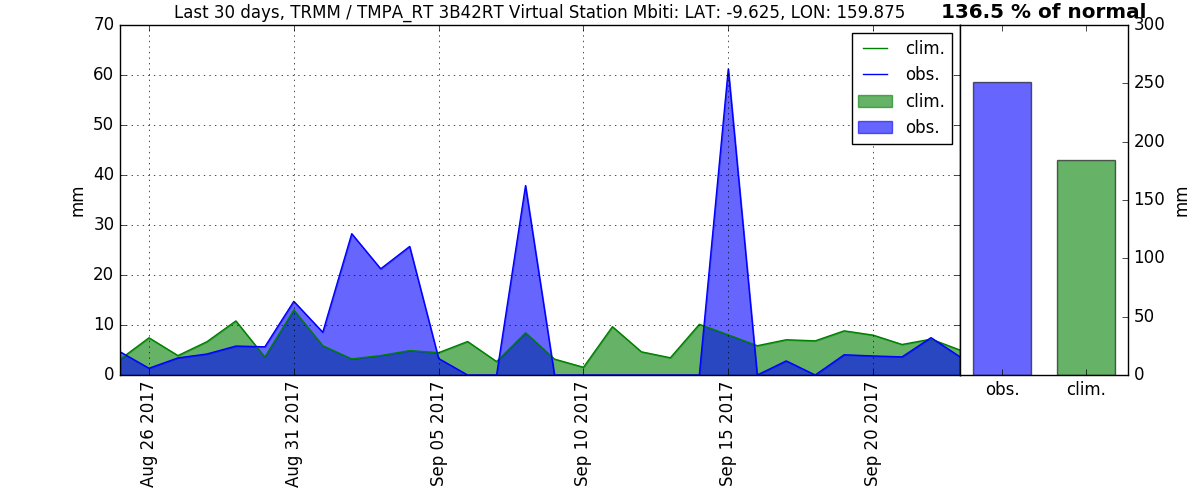 Last 30 days, TRMM / TMPA_RT 3B42RT Virtual Station Mbiti: LAT: -9.625, LON: 159.875
136.5 % of normal
70
60
50
40
30
20
10
0
mm
clim.
obs.
clim.
obs.
Aug 26 2017
Aug 31 2017
Sep 05 2017
Sep 10 2017
Sep 15 2017
Sep 20 2017
300
250
200
150
100
50
0
mm
obs.
clim.